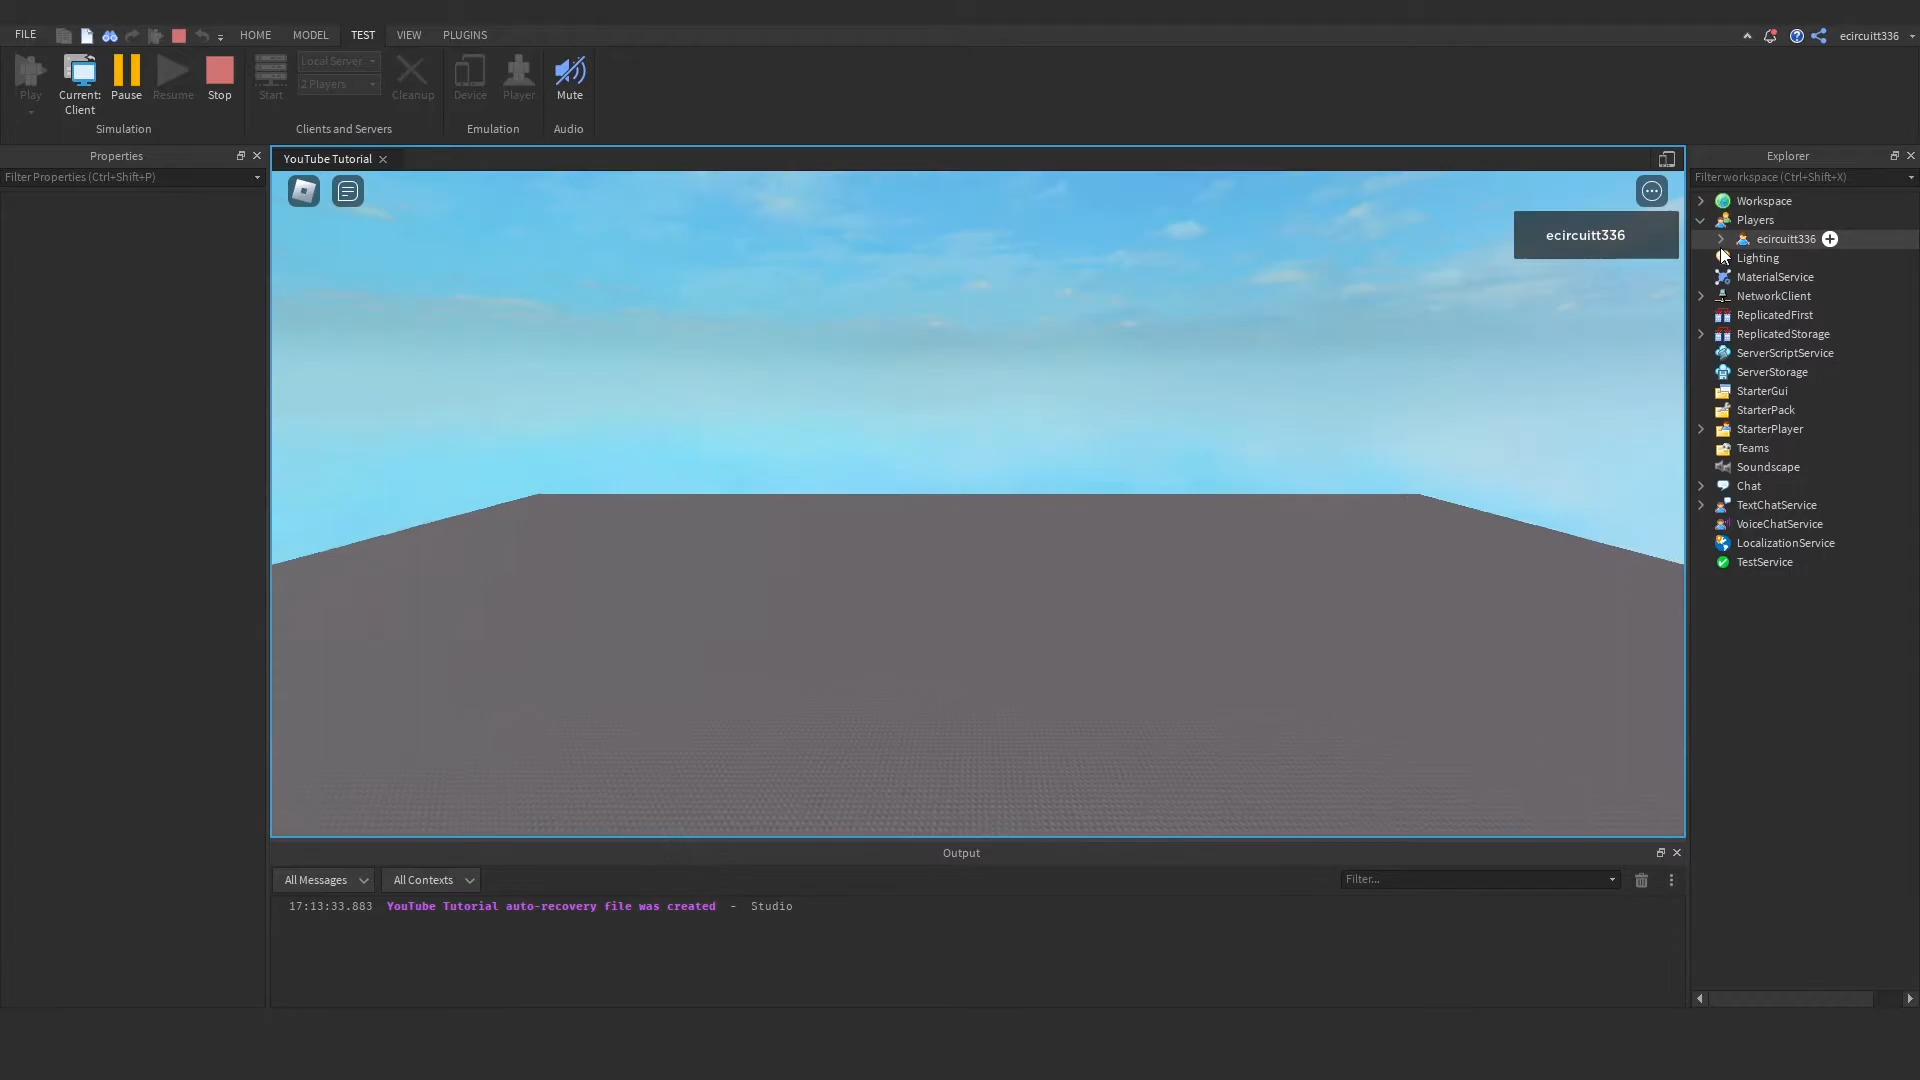 FILE HOME MODEL TEST VIEW PLUGINS ecircuitt336
Play Current: Client Pause Resume Stop Start Local Server 2 Players Cleanup Device Player Mute
Simulation Clients and Servers Emulation Audio
Properties YouTube Tutorial Explorer
Filter Properties (Ctrl+Shift+P) Filter workspace (Ctrl+Shift+X)
ecircuitt336
Workspace
Players
ecircuitt336
Lighting
MaterialService
NetworkClient
ReplicatedFirst
ReplicatedStorage
ServerScriptService
ServerStorage
StarterGui
StarterPack
StarterPlayer
Teams
Soundscape
Chat
TextChatService
VoiceChatService
LocalizationService
TestService
Output
All Messages All Contexts Filter...
17:13:33.883 YouTube Tutorial auto-recovery file was created - Studio